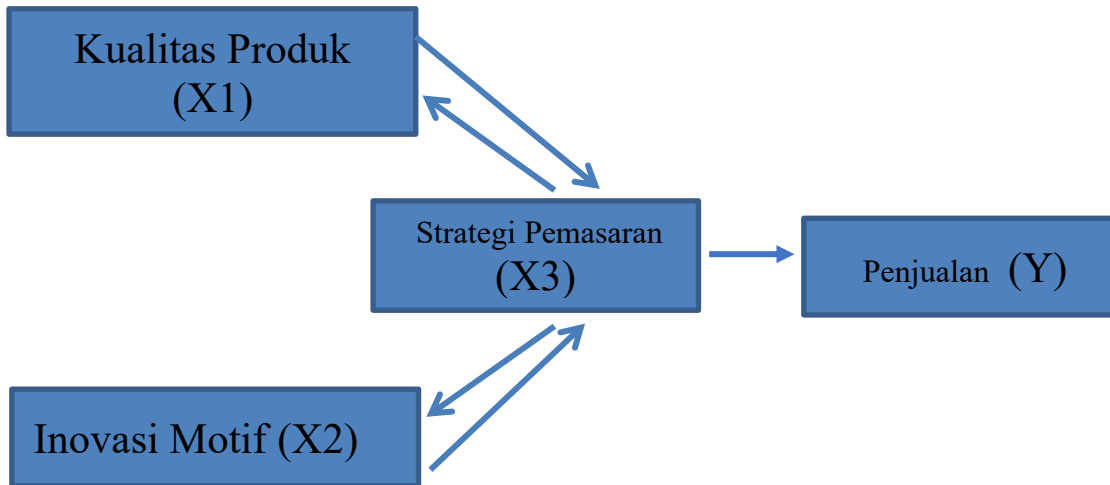 Kualitas Produk
(X1)
Strategi Pemasaran
(X3)
Penjualan (Y)
Inovasi Motif (X2)